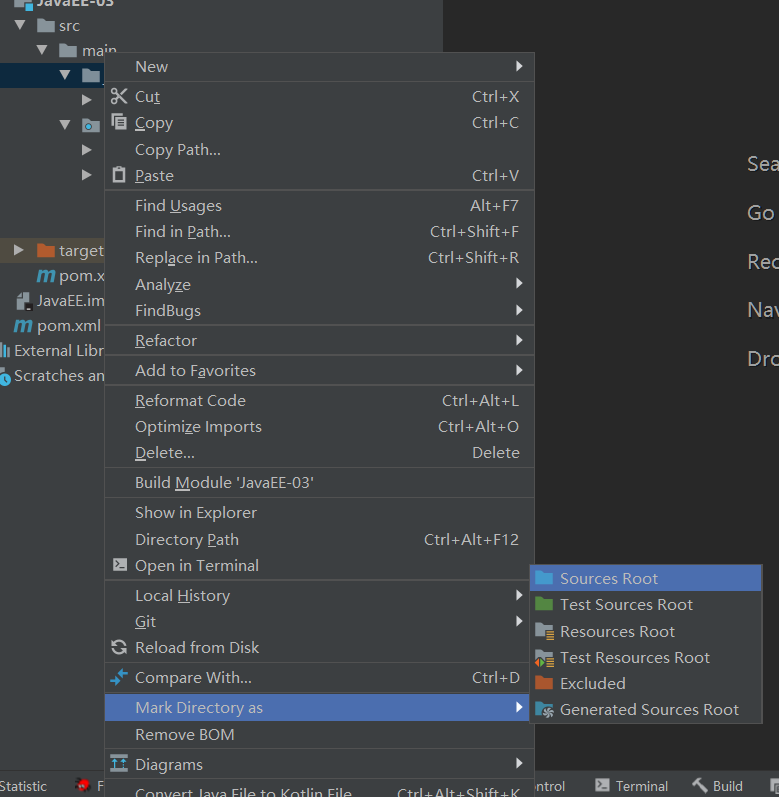 JavaEE-03
src
main
target
pom.x
JavaEE.im
pom.xml
External Libr
Scratches an
New
Cut Ctrl+X
Copy Ctrl+C
Copy Path...
Paste Ctrl+V
Find Usages Alt+F7
Find in Path... Ctrl+Shift+F
Replace in Path... Ctrl+Shift+R
Analyze
FindBugs
Refactor
Add to Favorites
Reformat Code Ctrl+Alt+L
Optimize Imports Ctrl+Alt+O
Delete... Delete
Build Module 'JavaEE-03'
Show in Explorer
Directory Path Ctrl+Alt+F12
Open in Terminal
Local History
Git
Reload from Disk
Compare With... Ctrl+D
Mark Directory as
Remove BOM
Diagrams
Convert Java File to Kotlin File Ctrl+Alt+Shift+K
Sources Root
Test Sources Root
Resources Root
Test Resources Root
Excluded
Generated Sources Root
Sea
Go
Rec
Nav
Dro
Statistic F ontrol Terminal Build